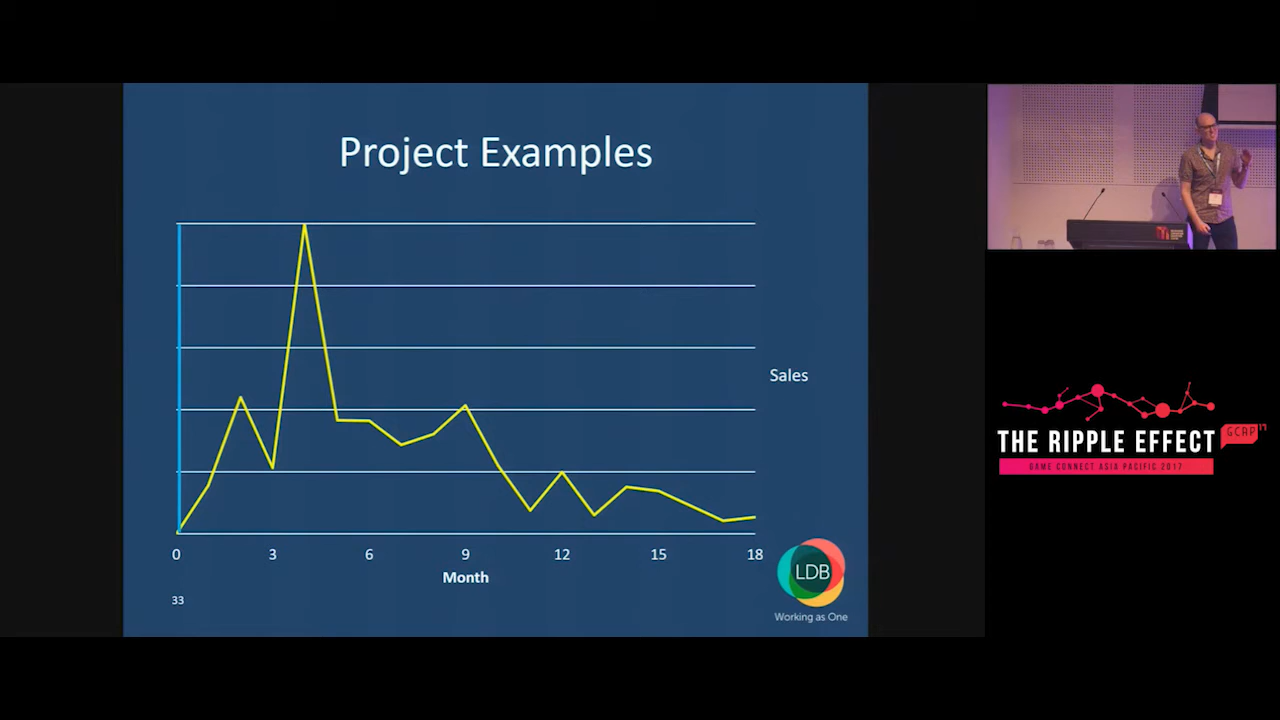 Project Examples
Sales
0 3 6 9 12 15 18
Month
33
LDB
Working as One
THE RIPPLE EFFECT
GCAP 17
GAME CONNECT ASIA PACIFIC 2017